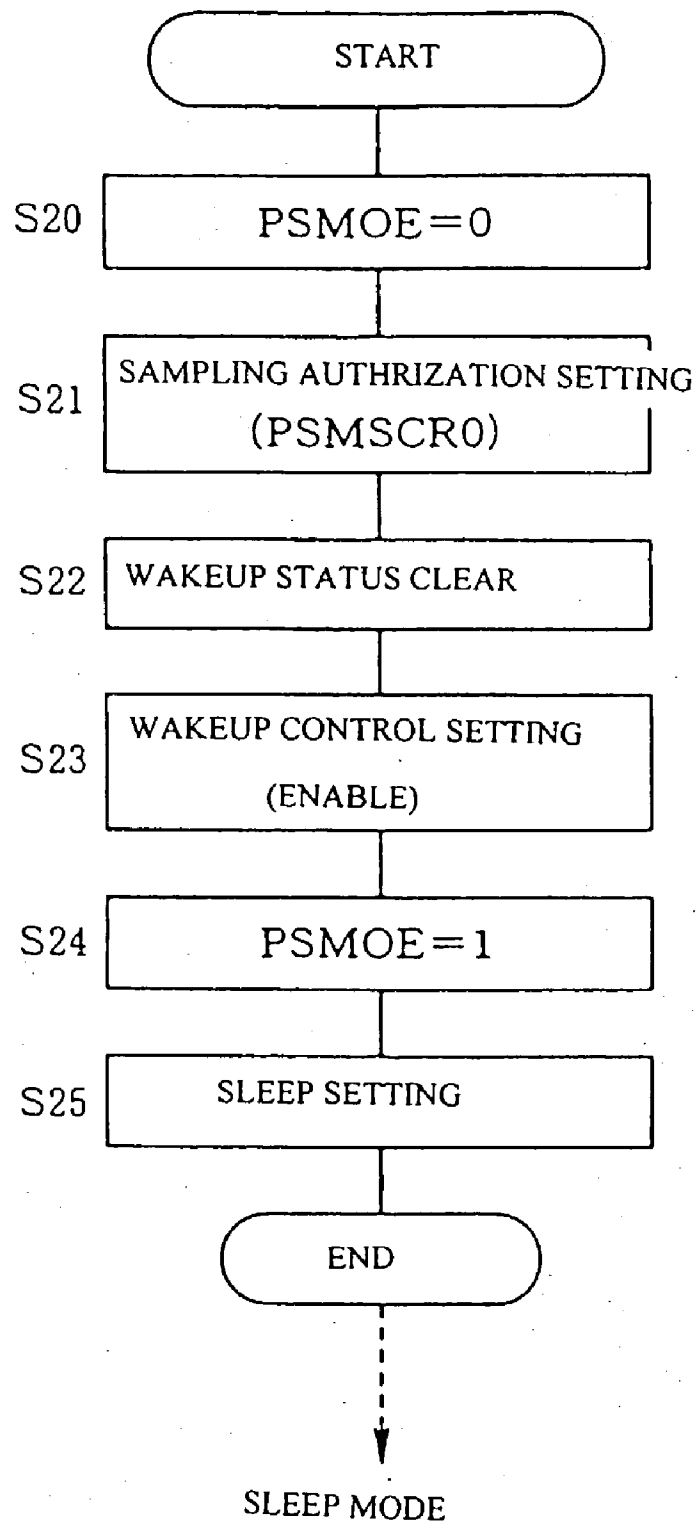 START
S20
PSMOE=0
S21
SAMPLING AUTHRIZATION SETTING
(PSMSCR0)
S22
WAKEUP STATUS CLEAR
S23
WAKEUP CONTROL SETTING
(ENABLE)
S24
PSMOE=1
S25
SLEEP SETTING
END
SLEEP MODE